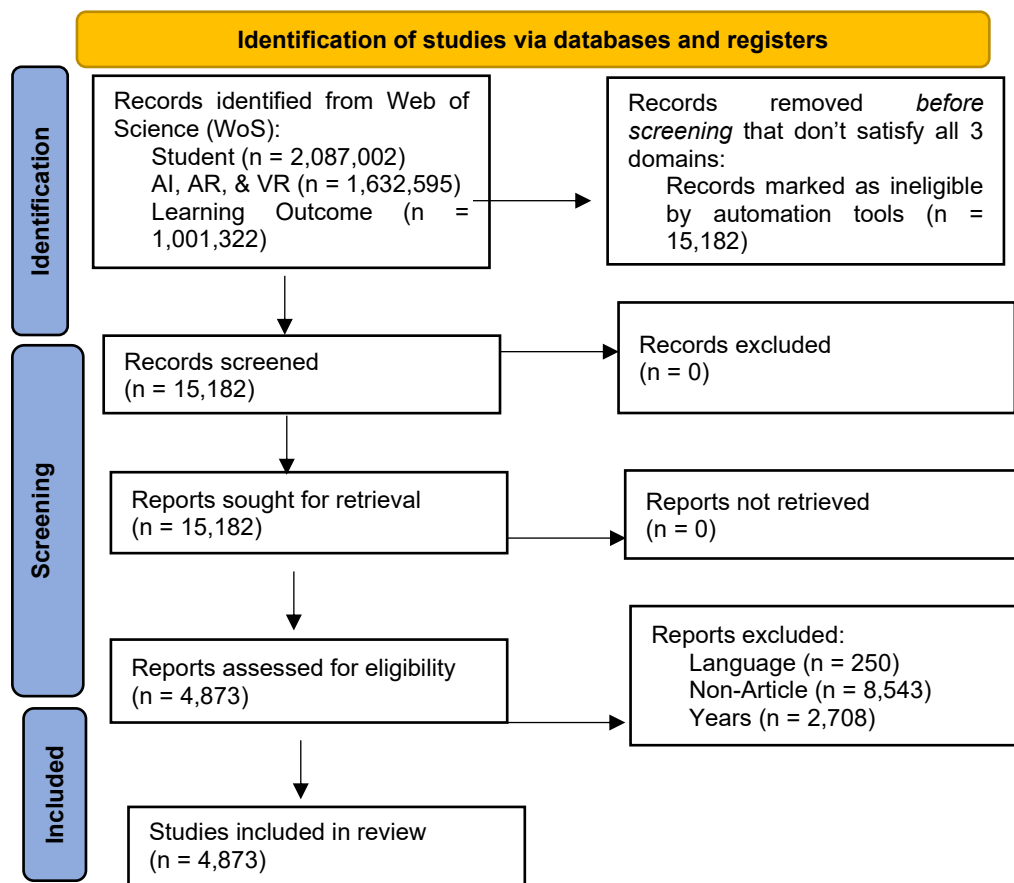 Identification of studies via databases and registers
Identification
Records identified from Web of
Science (WoS):
Student (n = 2,087,002)
AI, AR, & VR (n = 1,632,595)
Learning Outcome (n =
1,001,322)
Records removed before
screening that don’t satisfy all 3
domains:
Records marked as ineligible
by automation tools (n =
15,182)
Screening
Records screened
(n = 15,182)
Records excluded
(n = 0)
Reports sought for retrieval
(n = 15,182)
Reports not retrieved
(n = 0)
Reports assessed for eligibility
(n = 4,873)
Reports excluded:
Language (n = 250)
Non-Article (n = 8,543)
Years (n = 2,708)
Included
Studies included in review
(n = 4,873)